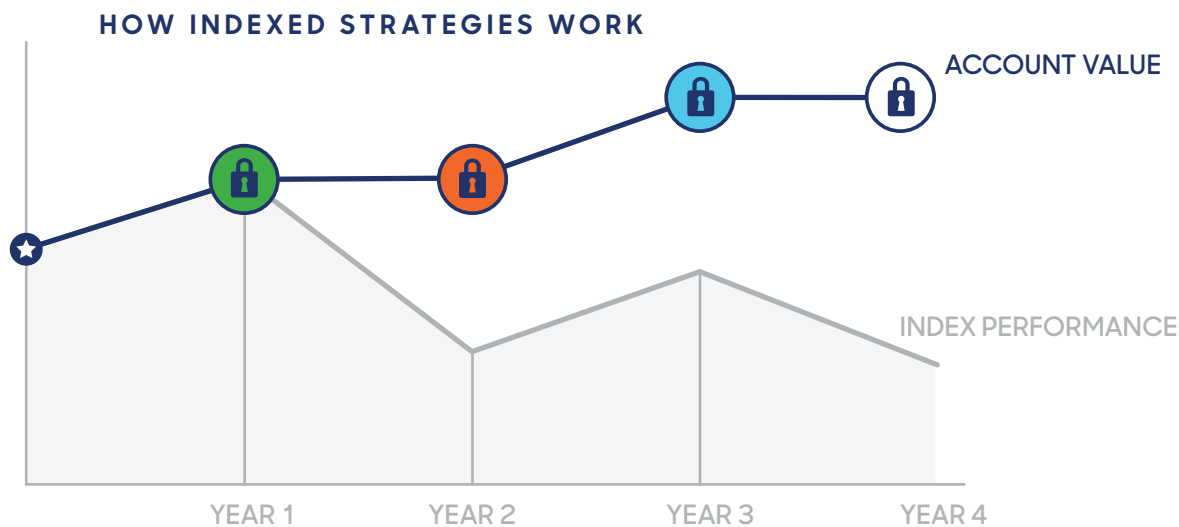 HOW INDEXED STRATEGIES WORK
ACCOUNT VALUE
INDEX PERFORMANCE
YEAR 1
YEAR 2
YEAR 3
YEAR 4